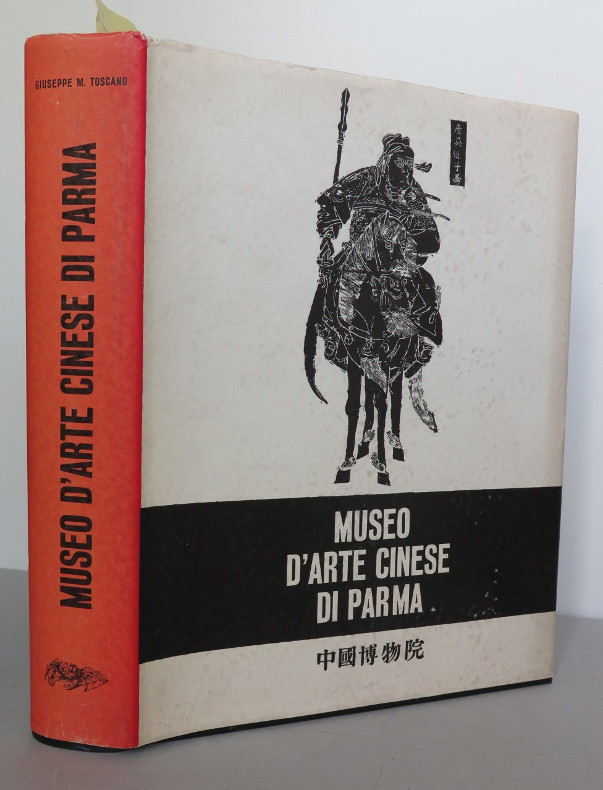 GIUSEPPE M. TOSCANO
MUSEO D'ARTE CINESE DI PARMA
MUSEO
D'ARTE CINESE
DI PARMA
中國博物院